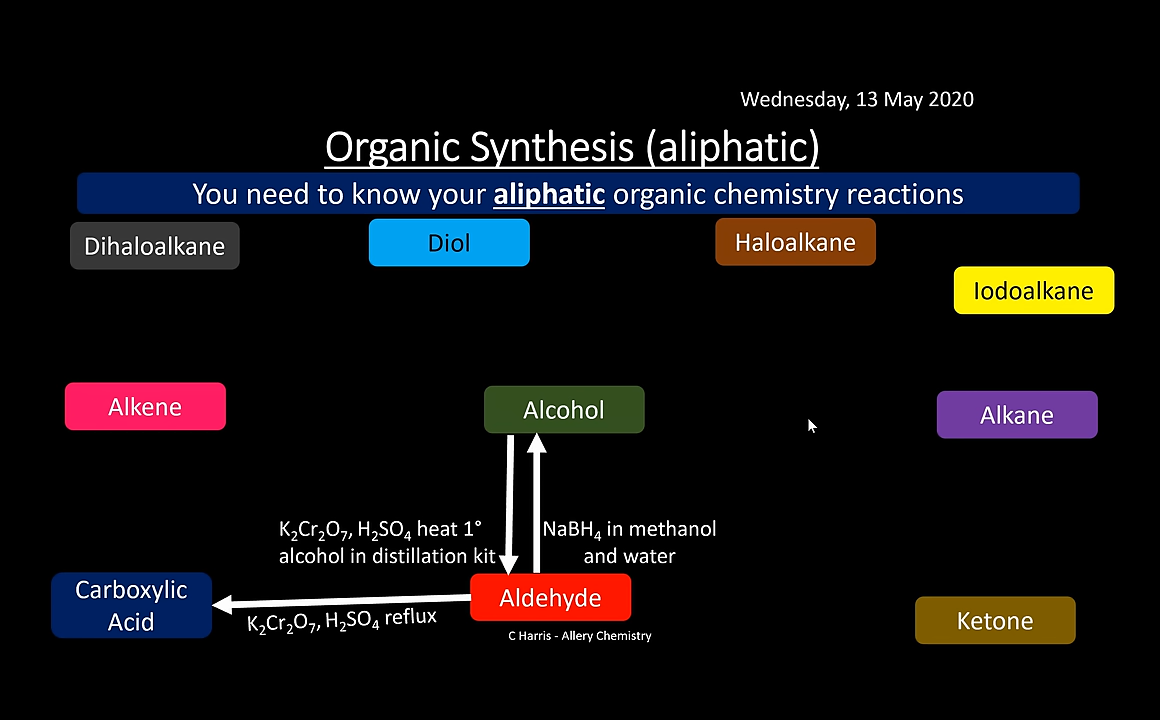 Wednesday, 13 May 2020
Organic Synthesis (aliphatic)
You need to know your aliphatic organic chemistry reactions
Dihaloalkane
Diol
Haloalkane
Iodoalkane
Alkene
Alcohol
Alkane
K₂Cr₂O₇, H₂SO₄ heat 1°
alcohol in distillation kit
NaBH₄ in methanol
and water
Carboxylic
Acid
K₂Cr₂O₇, H₂SO₄ reflux
Aldehyde
Ketone
C Harris - Allery Chemistry